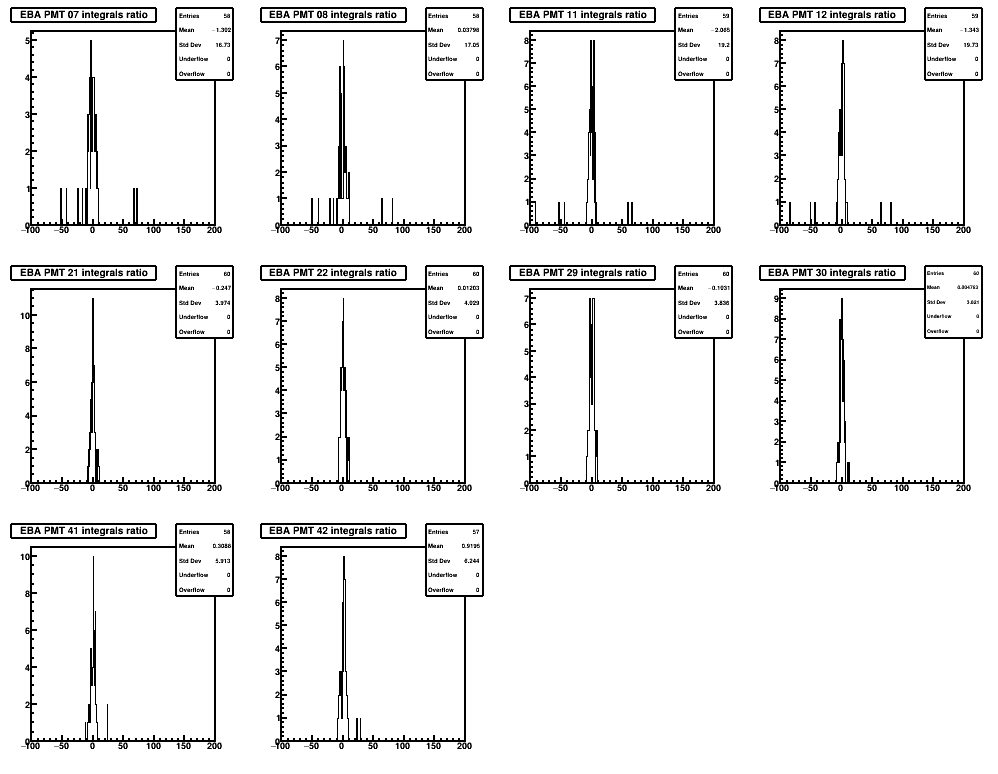 EBA PMT 07 integrals ratio
Entries 58
Mean −1.392
Std Dev 16.73
Underflow 0
Overflow 0
5
4
3
2
1
0
−100 −50 0 50 100 150 200
EBA PMT 08 integrals ratio
Entries 58
Mean 0.03798
Std Dev 17.05
Underflow 0
Overflow 0
7
6
5
4
3
2
1
0
−100 −50 0 50 100 150 200
EBA PMT 11 integrals ratio
Entries 59
Mean −2.065
Std Dev 19.2
Underflow 0
Overflow 0
8
7
6
5
4
3
2
1
0
−100 −50 0 50 100 150 200
EBA PMT 12 integrals ratio
Entries 59
Mean −1.343
Std Dev 19.73
Underflow 0
Overflow 0
8
7
6
5
4
3
2
1
0
−100 −50 0 50 100 150 200
EBA PMT 21 integrals ratio
Entries 60
Mean −0.247
Std Dev 3.974
Underflow 0
Overflow 0
10
8
6
4
2
0
−100 −50 0 50 100 150 200
EBA PMT 22 integrals ratio
Entries 60
Mean 0.01203
Std Dev 4.029
Underflow 0
Overflow 0
8
7
6
5
4
3
2
1
0
−100 −50 0 50 100 150 200
EBA PMT 29 integrals ratio
Entries 60
Mean −0.1931
Std Dev 3.836
Underflow 0
Overflow 0
7
6
5
4
3
2
1
0
−100 −50 0 50 100 150 200
EBA PMT 30 integrals ratio
Entries 60
Mean
Std Dev
Underflow 0
Overflow 0
9
8
7
6
5
4
3
2
1
0
−100 −50 0 50 100 150 200
EBA PMT 41 integrals ratio
Entries 58
Mean 0.3086
Std Dev 5.913
Underflow 0
Overflow 0
10
8
6
4
2
0
−100 −50 0 50 100 150 200
EBA PMT 42 integrals ratio
Entries 57
Mean 0.9195
Std Dev 6.244
Underflow 0
Overflow 0
8
7
6
5
4
3
2
1
0
−100 −50 0 50 100 150 200